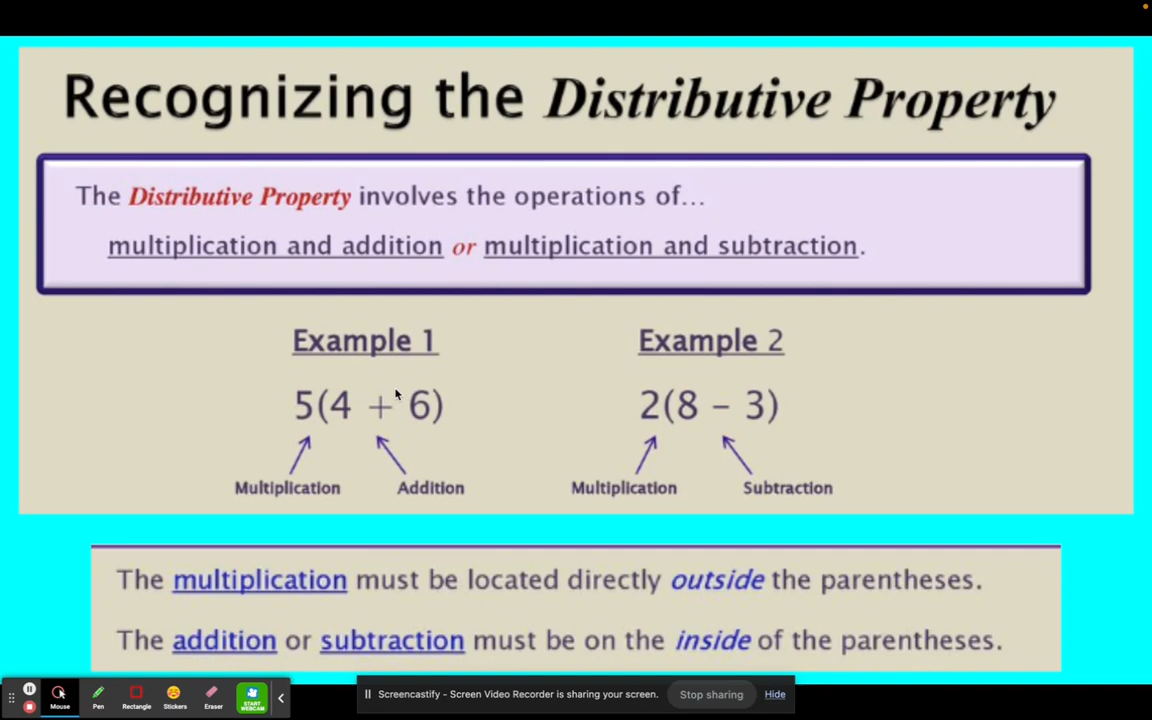 Recognizing the Distributive Property
The Distributive Property involves the operations of...
multiplication and addition or multiplication and subtraction.
Example 1
Example 2
5(4 + 6)
2(8 – 3)
Multiplication
Addition
Multiplication
Subtraction
The multiplication must be located directly outside the parentheses.
The addition or subtraction must be on the inside of the parentheses.
Mouse
Pen
Rectangle
Stickers
Eraser
START WEBCAM
Screencastify - Screen Video Recorder is sharing your screen.
Stop sharing
Hide